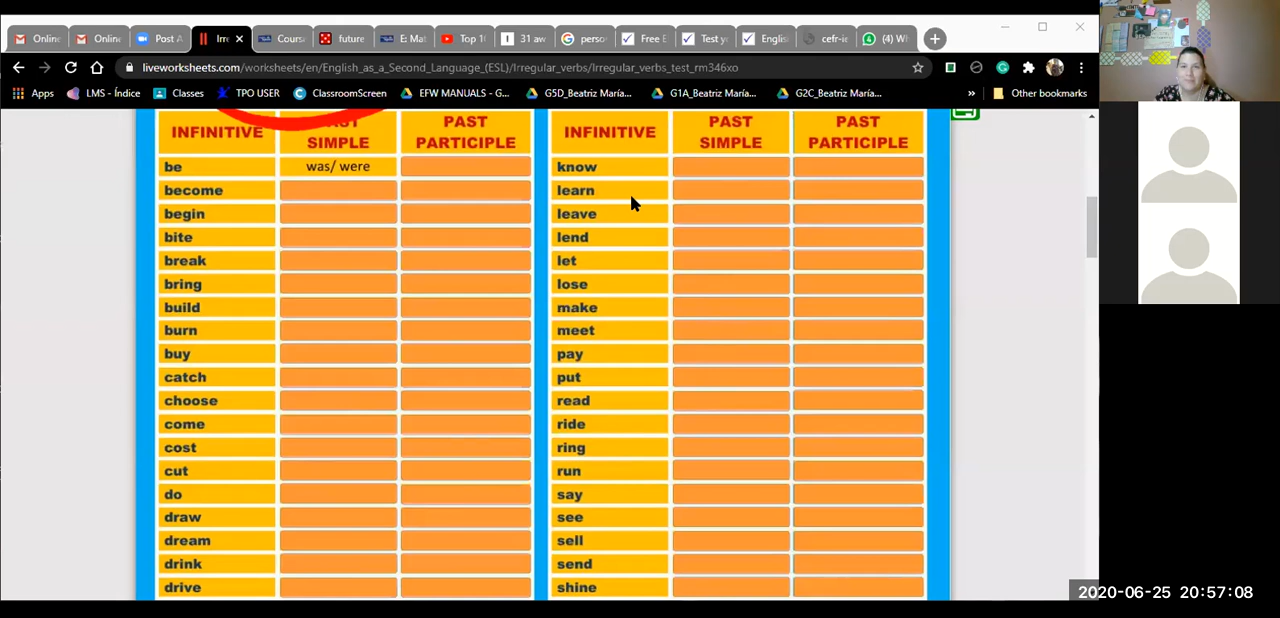 Online
Online
Post A
Irre
Cours
future
E2 Mat
Top 10
31 aw
perso
Free E
Test y
Englis
cefr-ie
(4) W
liveworksheets.com/worksheets/en/English_as_a_Second_Language_(ESL)/Irregular_verbs/Irregular_verbs_test_rm346xo
Apps LMS - Índice Classes TPO USER ClassroomScreen EFW MANUALS - G... G5D_Beatriz María... G1A_Beatriz María... G2C_Beatriz María... » Other bookmarks
INFINITIVE PAST SIMPLE PAST PARTICIPLE INFINITIVE PAST SIMPLE PAST PARTICIPLE
be was/ were know
become learn
begin leave
bite lend
break let
bring lose
build make
burn meet
buy pay
catch put
choose read
come ride
cost ring
cut run
do say
draw see
dream sell
drink send
drive shine
2020-06-25 20:57:08